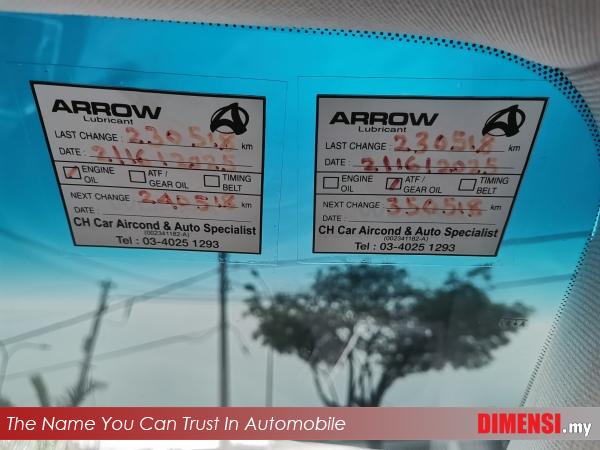 ARROW
Lubricant
LAST CHANGE : 230518 km
DATE : 21/6/2025
ENGINE OIL
ATF / GEAR OIL
TIMING BELT
NEXT CHANGE : 240518 km
DATE :
CH Car Aircond & Auto Specialist
(002341182-A)
Tel : 03-4025 1293
ARROW
Lubricant
LAST CHANGE : 230518 km
DATE : 21/6/2025
ENGINE OIL
ATF / GEAR OIL
TIMING BELT
NEXT CHANGE : 350518 km
DATE :
CH Car Aircond & Auto Specialist
(002341182-A)
Tel : 03-4025 1293
The Name You Can Trust In Automobile
DIMENSI.my